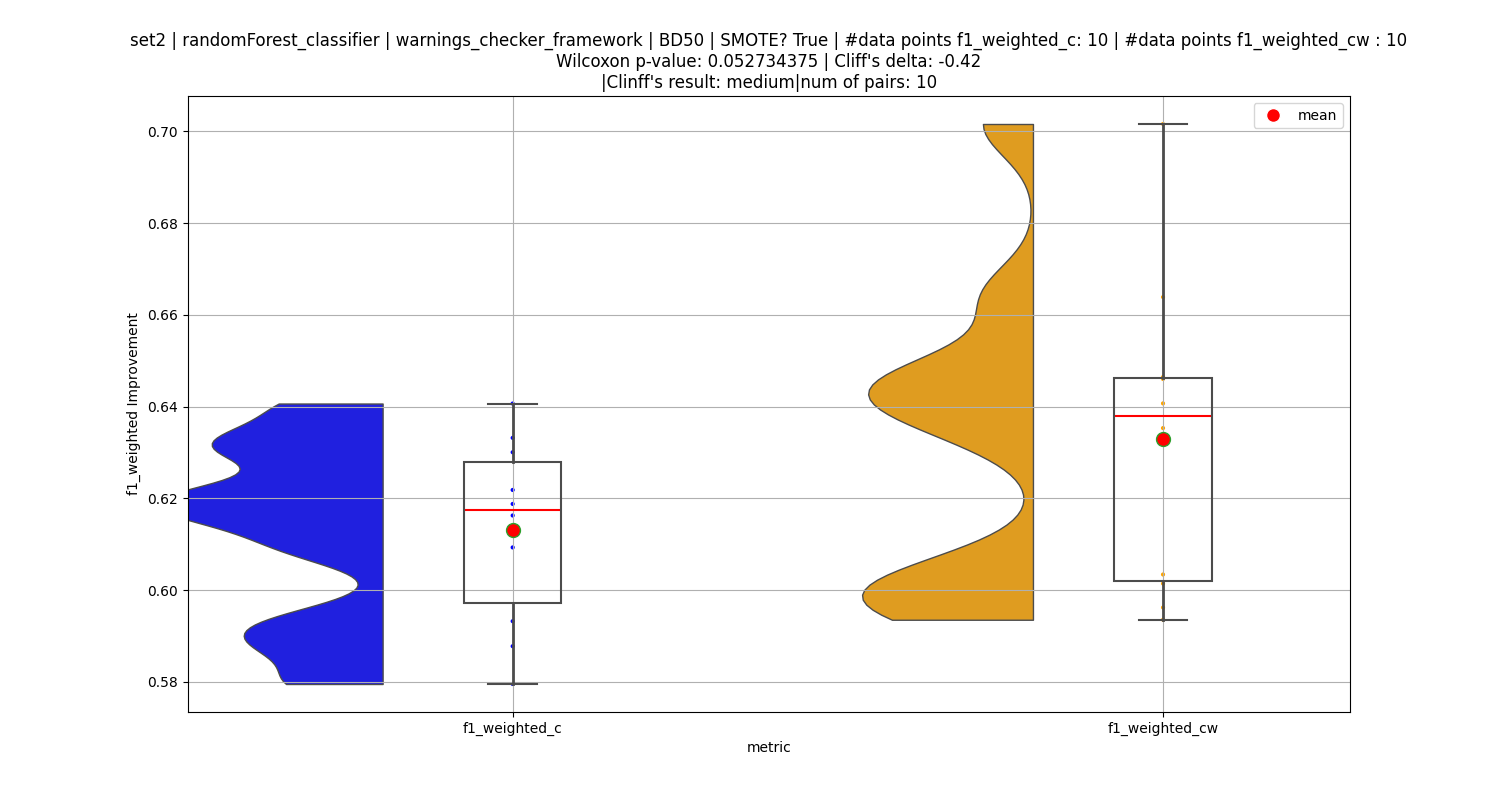 set2 | randomForest_classifier | warnings_checker_framework | BD50 | SMOTE? True | #data points f1_weighted_c: 10 | #data points f1_weighted_cw : 10
Wilcoxon p-value: 0.052734375 | Cliff's delta: -0.42
|Clinff's result: medium|num of pairs: 10
mean
0.70
0.68
0.66
0.64
0.62
0.60
0.58
f1_weighted Improvement
f1_weighted_c
f1_weighted_cw
metric